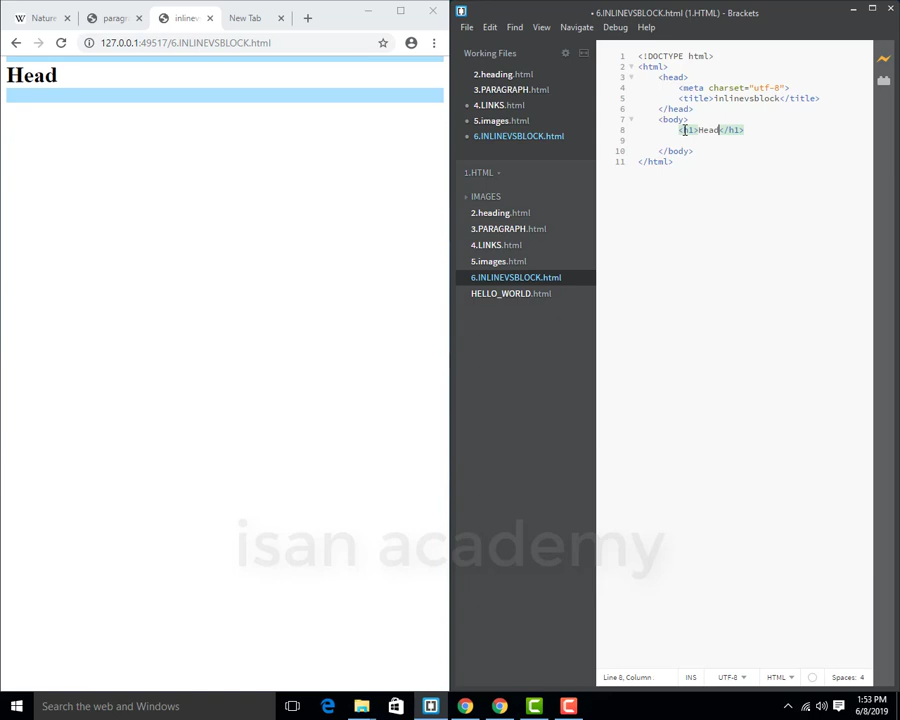 Nature
paragr
inline
New Tab
127.0.0.1:49517/6.INLINEVSBLOCK.html
Head
• 6.INLINEVSBLOCK.html (1.HTML) - Brackets
File Edit Find View Navigate Debug Help
Working Files
2.heading.html
3.PARAGRAPH.html
4.LINKS.html
5.images.html
6.INLINEVSBLOCK.html
1.HTML
IMAGES
2.heading.html
3.PARAGRAPH.html
4.LINKS.html
5.images.html
6.INLINEVSBLOCK.html
HELLO_WORLD.html
1 <!DOCTYPE html>
2 <html>
3 <head>
4 <meta charset="utf-8">
5 <title>inlinevsblock</title>
6 </head>
7 <body>
8 <h1>Head</h1>
9
10 </body>
11 </html>
isan academy
Line 8, Column INS UTF-8 HTML Spaces: 4
Search the web and Windows
1:53 PM
6/8/2019